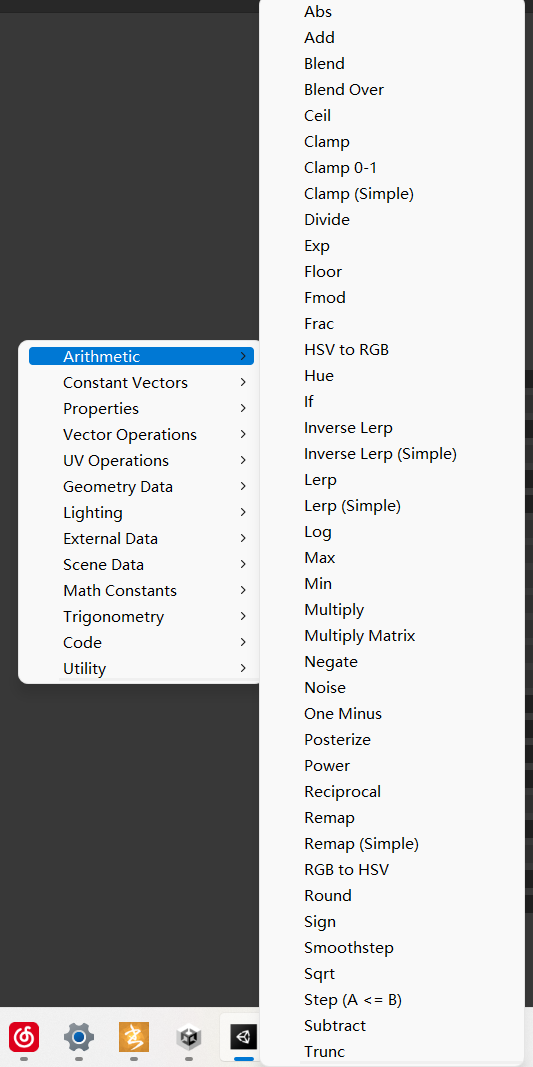 Arithmetic
Constant Vectors
Properties
Vector Operations
UV Operations
Geometry Data
Lighting
External Data
Scene Data
Math Constants
Trigonometry
Code
Utility
Abs
Add
Blend
Blend Over
Ceil
Clamp
Clamp 0-1
Clamp (Simple)
Divide
Exp
Floor
Fmod
Frac
HSV to RGB
Hue
If
Inverse Lerp
Inverse Lerp (Simple)
Lerp
Lerp (Simple)
Log
Max
Min
Multiply
Multiply Matrix
Negate
Noise
One Minus
Posterize
Power
Reciprocal
Remap
Remap (Simple)
RGB to HSV
Round
Sign
Smoothstep
Sqrt
Step (A <= B)
Subtract
Trunc